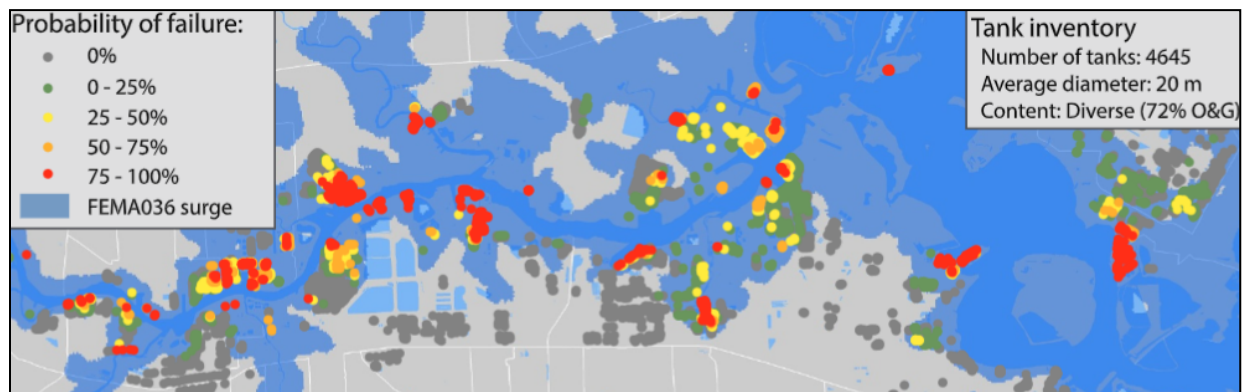 Probability of failure:
0%
0 - 25%
25 - 50%
50 - 75%
75 - 100%
FEMA036 surge
Tank inventory
Number of tanks: 4645
Average diameter: 20 m
Content: Diverse (72% O&G)